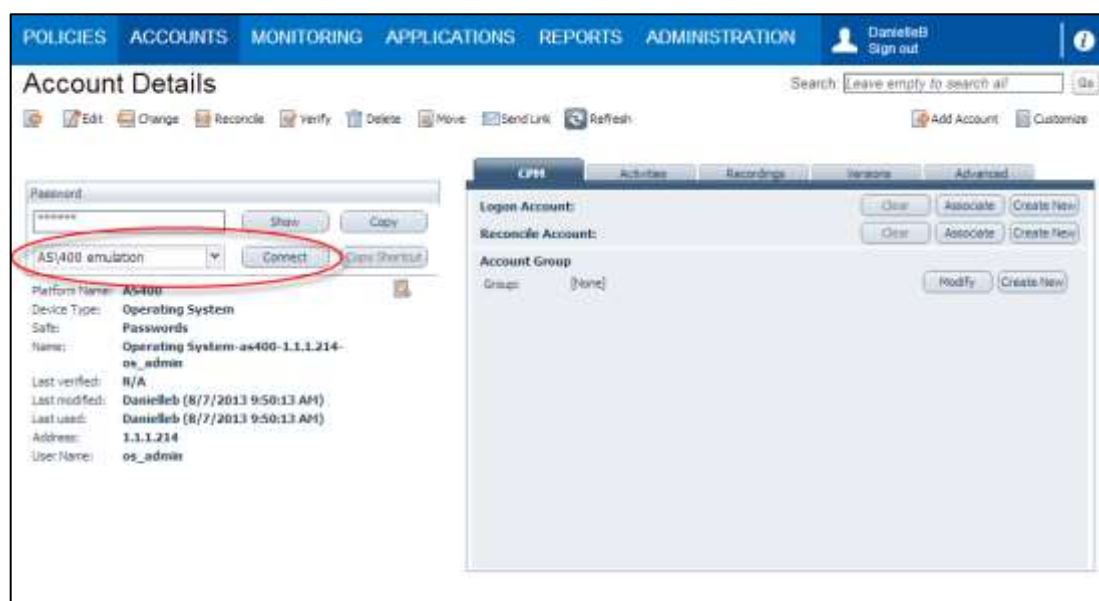 POLICIES ACCOUNTS MONITORING APPLICATIONS REPORTS ADMINISTRATION DanielleB
Sign out
Account Details
Search: Leave empty to search all Go
Edit Change Reconcile Verify Delete Move Send Link Refresh Add Account Customize
CPM Activities Recordings Versions Advanced
Password
****** Show Copy
AS\400 emulation Connect Copy Shortcut
Platform Name: AS400
Device Type: Operating System
Safe: Passwords
Name: Operating System-as400-1.1.1.214-
os_admin
Last verified: N/A
Last modified: Danielleb (8/7/2013 9:50:13 AM)
Last used: Danielleb (8/7/2013 9:50:13 AM)
Address: 1.1.1.214
User Name: os_admin
Logon Account: Clear Associate Create New
Reconcile Account: Clear Associate Create New
Account Group
Group: [None] Modify Create New